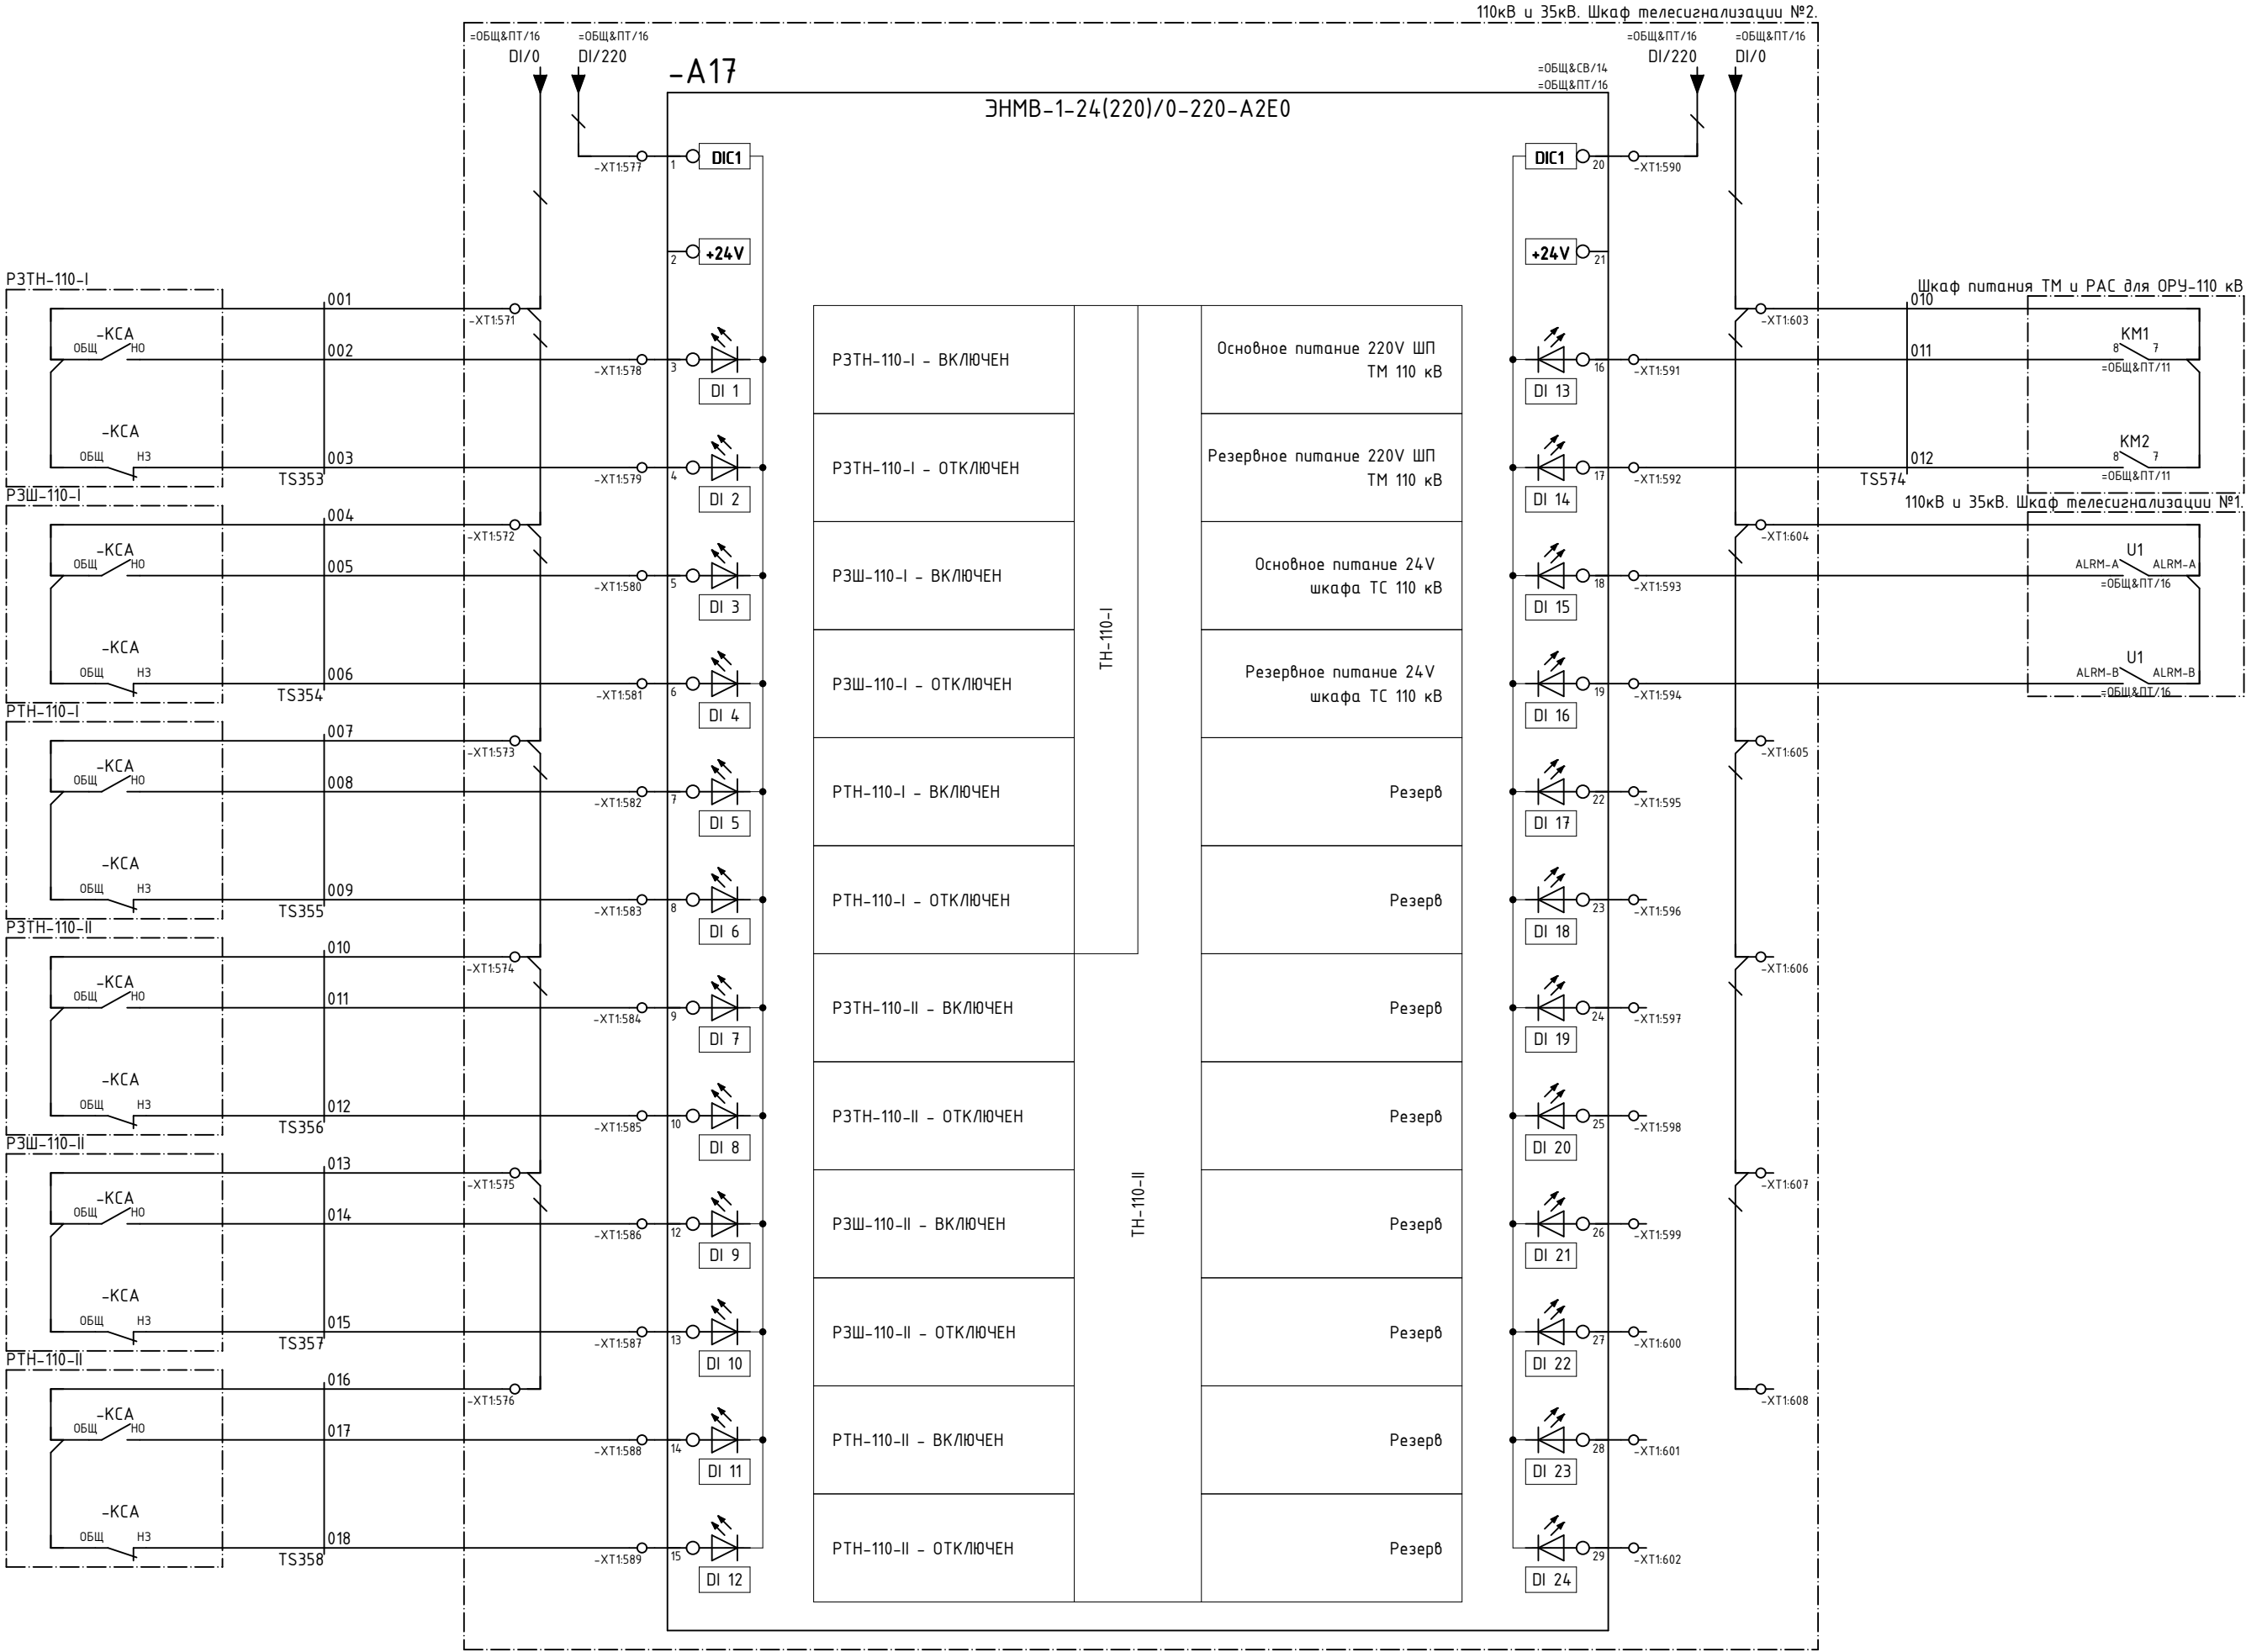 110кВ и 35кВ. Шкаф телесигнализации №2.
=ОБЩ&ПТ/16
DI/0
=ОБЩ&ПТ/16
DI/220
-A17
=ОБЩ&СВ/14
=ОБЩ&ПТ/16
=ОБЩ&ПТ/16
DI/220
=ОБЩ&ПТ/16
DI/0
ЭНМВ-1-24(220)/0-220-А2Е0
-XT1:577
1
DIC1
DIC1
20
-XT1:590
2
+24V
+24V
21
РЗТН-110-I
001
-XT1:571
-КСА
ОБЩ
НО
002
-XT1:578
3
DI 1
РЗТН-110-I - ВКЛЮЧЕН
-КСА
ОБЩ
НЗ
003
TS353
-XT1:579
4
DI 2
РЗТН-110-I - ОТКЛЮЧЕН
РЗШ-110-I
004
-XT1:572
-КСА
ОБЩ
НО
005
-XT1:580
5
DI 3
РЗШ-110-I - ВКЛЮЧЕН
-КСА
ОБЩ
НЗ
006
TS354
-XT1:581
6
DI 4
РЗШ-110-I - ОТКЛЮЧЕН
РТН-110-I
007
-XT1:573
-КСА
ОБЩ
НО
008
-XT1:582
7
DI 5
РТН-110-I - ВКЛЮЧЕН
-КСА
ОБЩ
НЗ
009
TS355
-XT1:583
8
DI 6
РТН-110-I - ОТКЛЮЧЕН
ТН-110-I
РЗТН-110-II
010
-XT1:574
-КСА
ОБЩ
НО
011
-XT1:584
9
DI 7
РЗТН-110-II - ВКЛЮЧЕН
-КСА
ОБЩ
НЗ
012
TS356
-XT1:585
10
DI 8
РЗТН-110-II - ОТКЛЮЧЕН
РЗШ-110-II
013
-XT1:575
-КСА
ОБЩ
НО
014
-XT1:586
12
DI 9
РЗШ-110-II - ВКЛЮЧЕН
-КСА
ОБЩ
НЗ
015
TS357
-XT1:587
13
DI 10
РЗШ-110-II - ОТКЛЮЧЕН
РТН-110-II
016
-XT1:576
-КСА
ОБЩ
НО
017
-XT1:588
14
DI 11
РТН-110-II - ВКЛЮЧЕН
-КСА
ОБЩ
НЗ
018
TS358
-XT1:589
15
DI 12
РТН-110-II - ОТКЛЮЧЕН
ТН-110-II
Шкаф питания ТМ и РАС для ОРУ-110 кВ
-XT1:603
010
Основное питание 220V ШП
ТМ 110 кВ
DI 13
16
-XT1:591
011
KM1
8
7
=ОБЩ&ПТ/11
Резервное питание 220V ШП
ТМ 110 кВ
DI 14
17
-XT1:592
TS574
012
KM2
8
7
=ОБЩ&ПТ/11
110кВ и 35кВ. Шкаф телесигнализации №1.
-XT1:604
Основное питание 24V
шкафа ТС 110 кВ
DI 15
18
-XT1:593
U1
ALRM-A
ALRM-A
=ОБЩ&ПТ/16
Резервное питание 24V
шкафа ТС 110 кВ
DI 16
19
-XT1:594
U1
ALRM-B
ALRM-B
=ОБЩ&ПТ/16
-XT1:605
Резерв
DI 17
22
-XT1:595
Резерв
DI 18
23
-XT1:596
-XT1:606
Резерв
DI 19
24
-XT1:597
Резерв
DI 20
25
-XT1:598
-XT1:607
Резерв
DI 21
26
-XT1:599
Резерв
DI 22
27
-XT1:600
-XT1:608
Резерв
DI 23
28
-XT1:601
Резерв
DI 24
29
-XT1:602